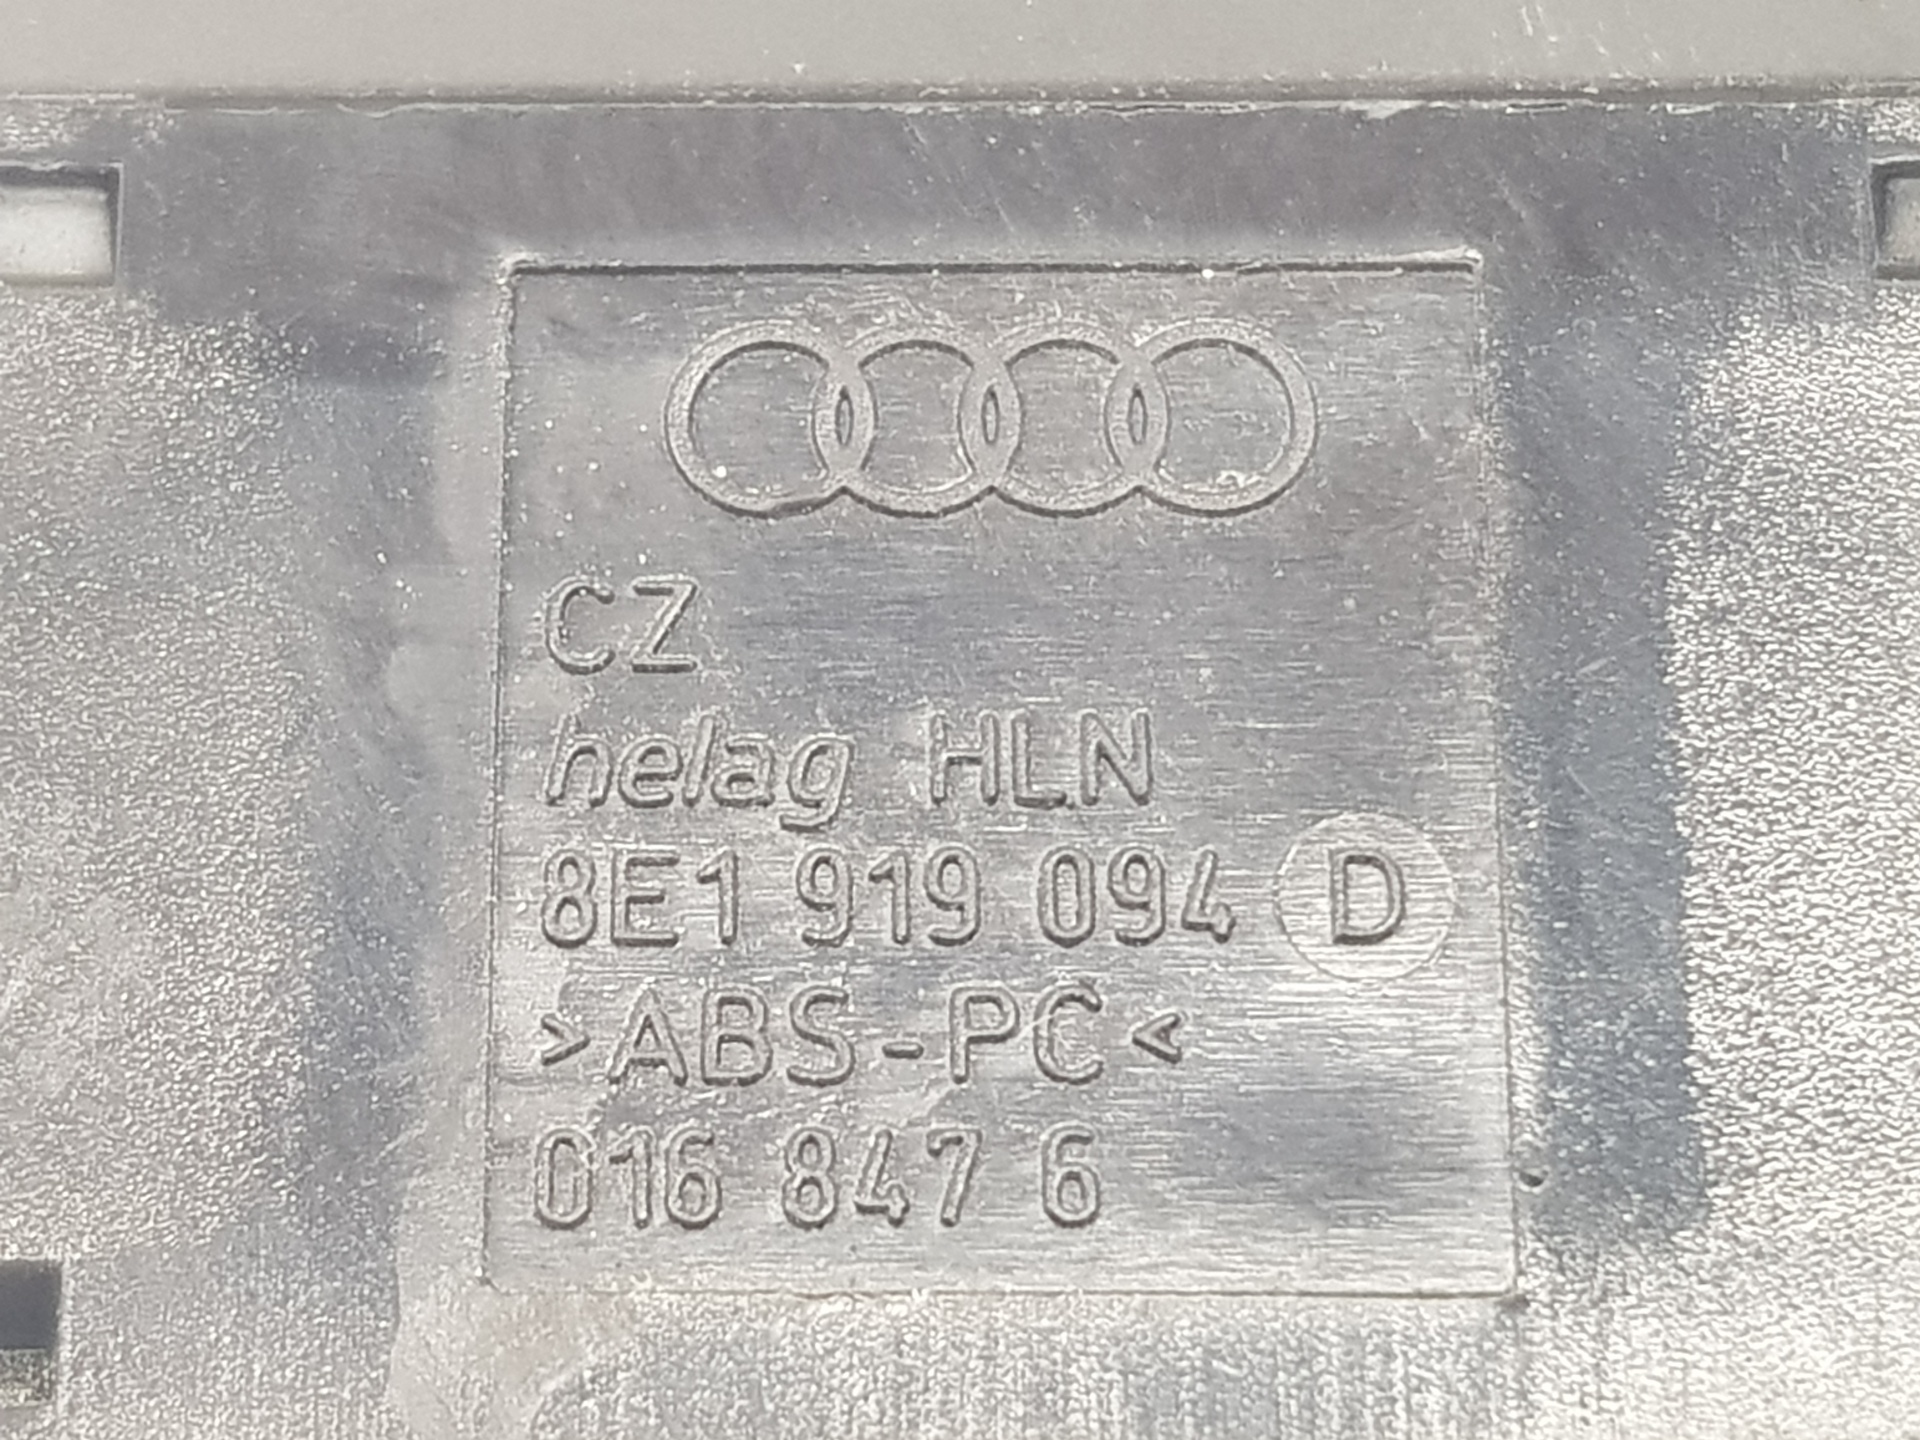 CZ
helag HLN
8E1 919 094 D
>ABS-PC<
016 847 6